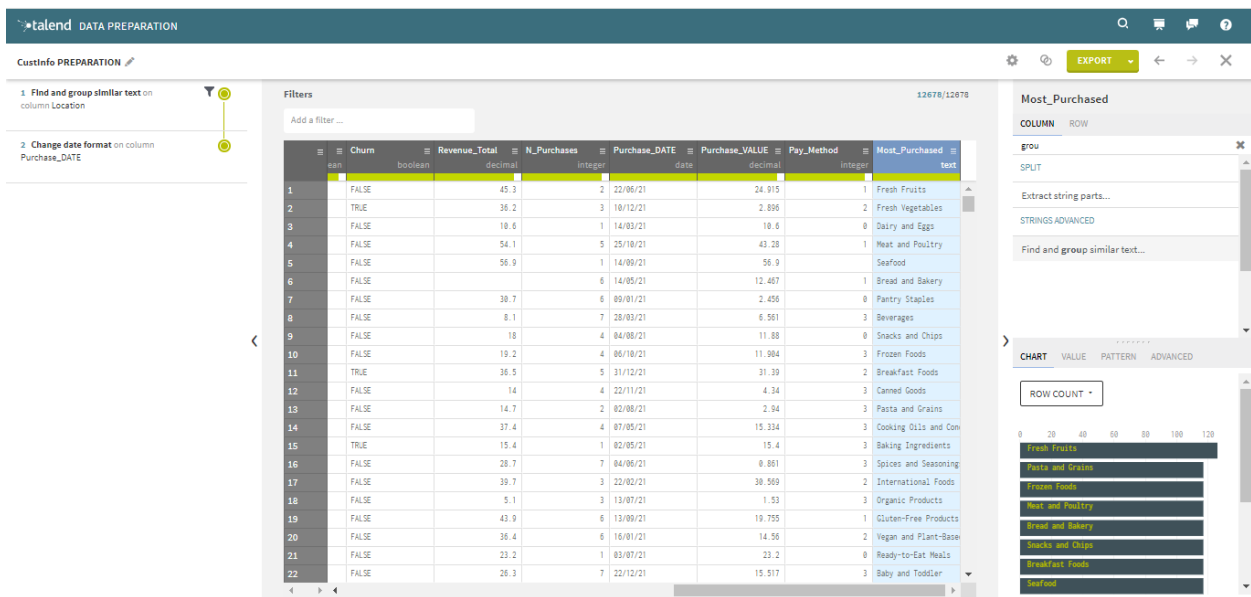 talend DATA PREPARATION
CustInfo PREPARATION
EXPORT
1 Find and group similar text on
column Location
2 Change date format on column
Purchase_DATE
Filters 12678/12678
Add a filter ...
Churn Revenue_Total N_Purchases Purchase_DATE Purchase_VALUE Pay_Method Most_Purchased
ean boolean decimal integer date decimal integer text
1 FALSE 45.3 2 22/06/21 24.915 1 Fresh Fruits
2 TRUE 36.2 3 10/12/21 2.896 2 Fresh Vegetables
3 FALSE 10.6 1 14/03/21 10.6 0 Dairy and Eggs
4 FALSE 54.1 5 25/10/21 43.28 1 Meat and Poultry
5 FALSE 56.9 1 14/09/21 56.9 Seafood
6 FALSE 6 14/05/21 12.467 1 Bread and Bakery
7 FALSE 30.7 6 09/01/21 2.456 0 Pantry Staples
8 FALSE 8.1 7 28/03/21 6.561 3 Beverages
9 FALSE 18 4 04/08/21 11.88 0 Snacks and Chips
10 FALSE 19.2 4 06/10/21 11.904 3 Frozen Foods
11 TRUE 36.5 5 31/12/21 31.39 2 Breakfast Foods
12 FALSE 14 4 22/11/21 4.34 3 Canned Goods
13 FALSE 14.7 2 02/08/21 2.94 3 Pasta and Grains
14 FALSE 37.4 4 07/05/21 15.334 3 Cooking Oils and Con
15 TRUE 15.4 1 02/05/21 15.4 3 Baking Ingredients
16 FALSE 28.7 7 04/06/21 0.861 3 Spices and Seasoning
17 FALSE 39.7 3 22/02/21 30.569 2 International Foods
18 FALSE 5.1 3 13/07/21 1.53 3 Organic Products
19 FALSE 43.9 6 13/09/21 19.755 1 Gluten-Free Products
20 FALSE 36.4 6 16/01/21 14.56 2 Vegan and Plant-Base
21 FALSE 23.2 1 03/07/21 23.2 0 Ready-to-Eat Meals
22 FALSE 26.3 7 22/12/21 15.517 3 Baby and Toddler
Most_Purchased
COLUMN ROW
grou
SPLIT
Extract string parts...
STRINGS ADVANCED
Find and group similar text...
CHART VALUE PATTERN ADVANCED
ROW COUNT
0 20 40 60 80 100 120
Fresh Fruits
Pasta and Grains
Frozen Foods
Meat and Poultry
Bread and Bakery
Snacks and Chips
Breakfast Foods
Seafood